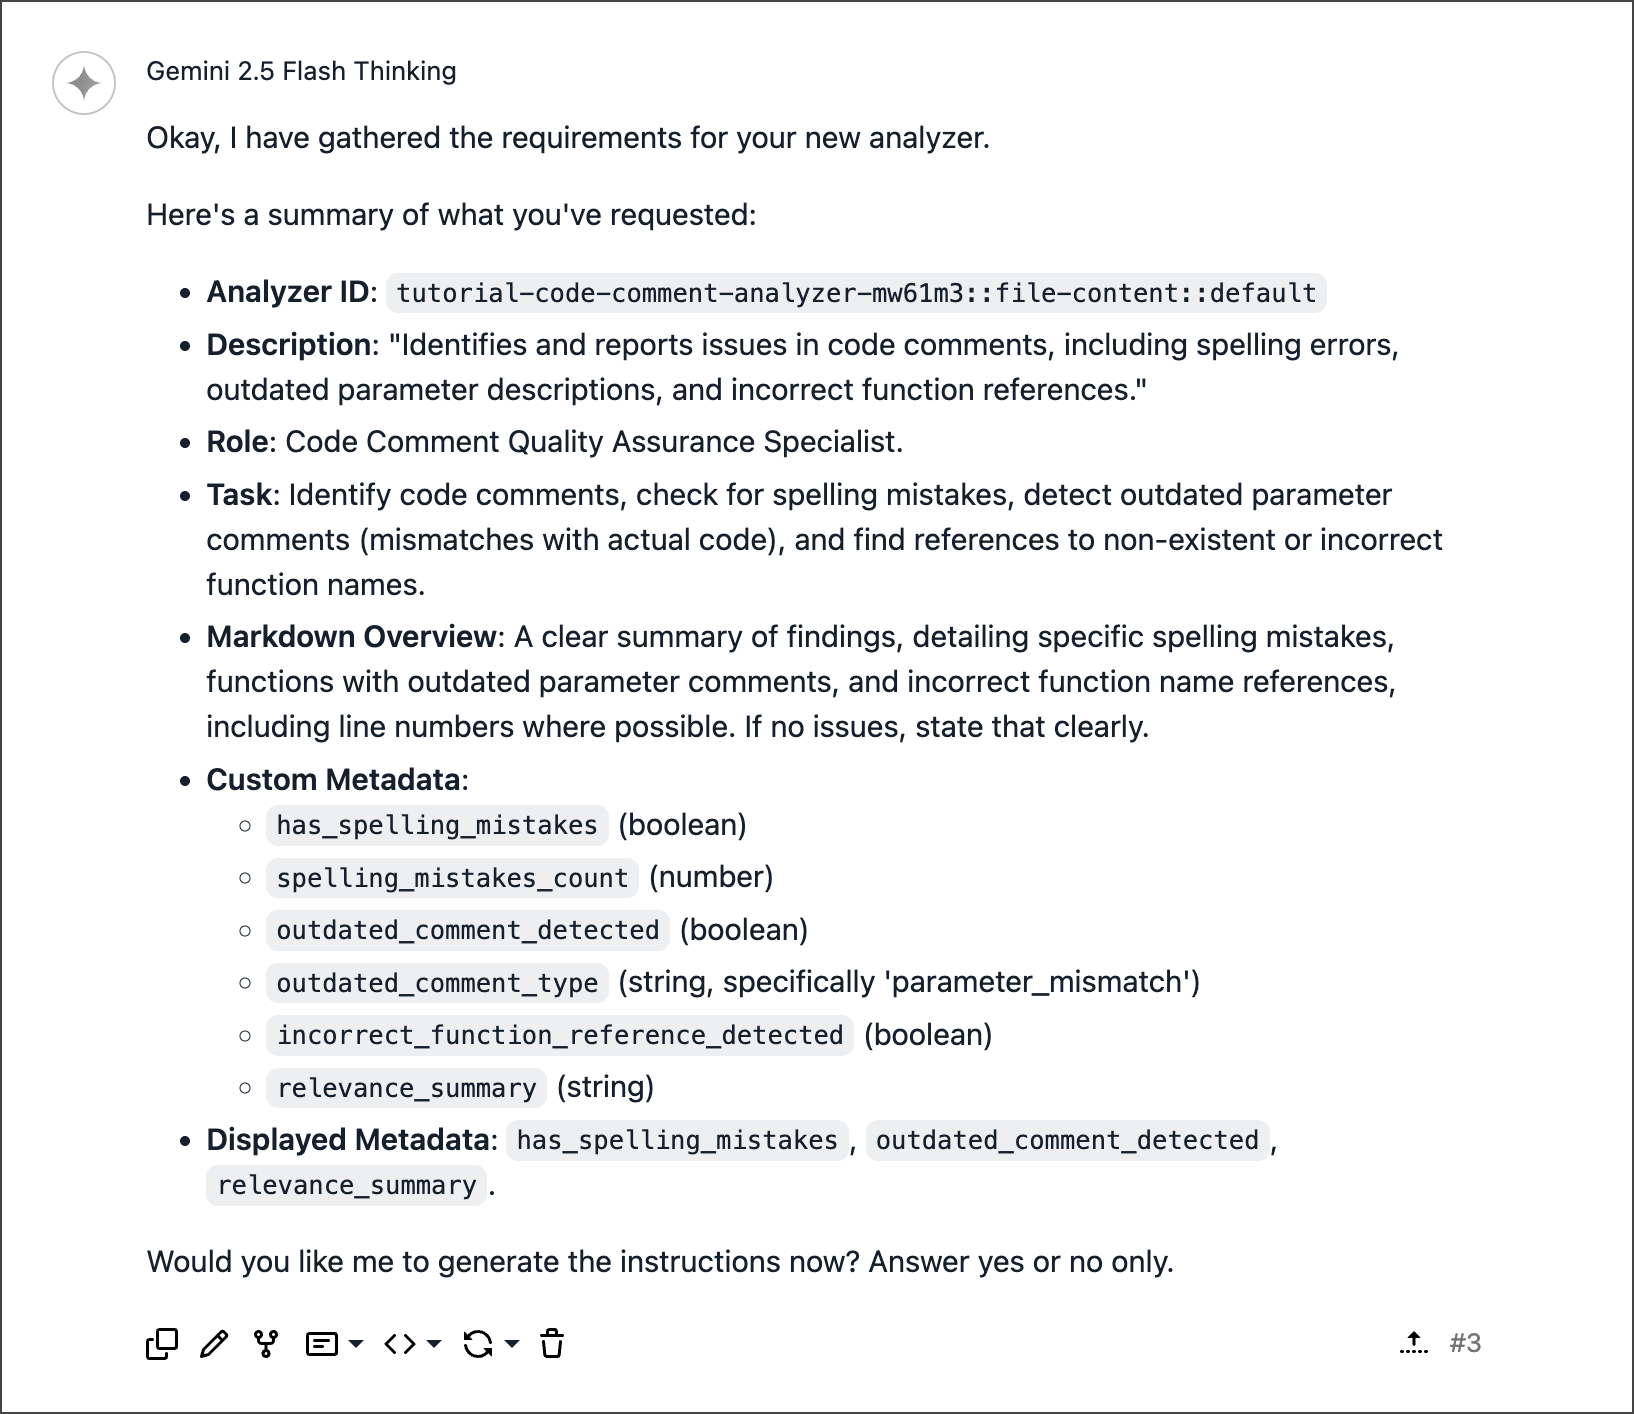 Gemini 2.5 Flash Thinking
Okay, I have gathered the requirements for your new analyzer.
Here's a summary of what you've requested:
Analyzer ID: tutorial-code-comment-analyzer-mw61m3::file-content::default
Description: "Identifies and reports issues in code comments, including spelling errors,
outdated parameter descriptions, and incorrect function references."
Role: Code Comment Quality Assurance Specialist.
Task: Identify code comments, check for spelling mistakes, detect outdated parameter
comments (mismatches with actual code), and find references to non-existent or incorrect
function names.
Markdown Overview: A clear summary of findings, detailing specific spelling mistakes,
functions with outdated parameter comments, and incorrect function name references,
including line numbers where possible. If no issues, state that clearly.
Custom Metadata:
has_spelling_mistakes (boolean)
spelling_mistakes_count (number)
outdated_comment_detected (boolean)
outdated_comment_type (string, specifically 'parameter_mismatch')
incorrect_function_reference_detected (boolean)
relevance_summary (string)
Displayed Metadata: has_spelling_mistakes, outdated_comment_detected,
relevance_summary.
Would you like me to generate the instructions now? Answer yes or no only.
#3